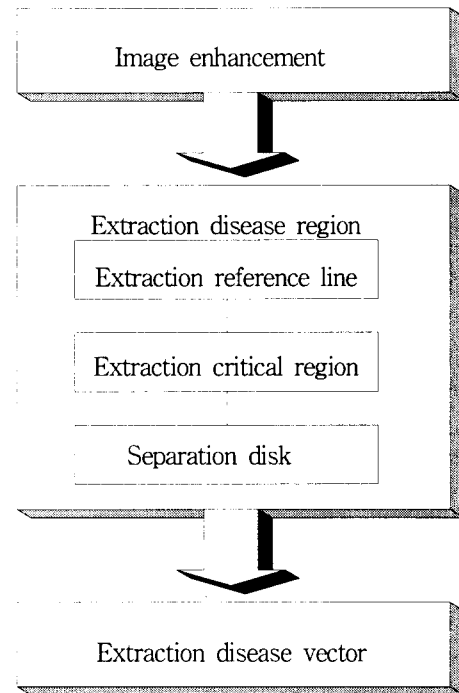 Image enhancement
Extraction disease region
Extraction reference line
Extraction critical region
Separation disk
Extraction disease vector